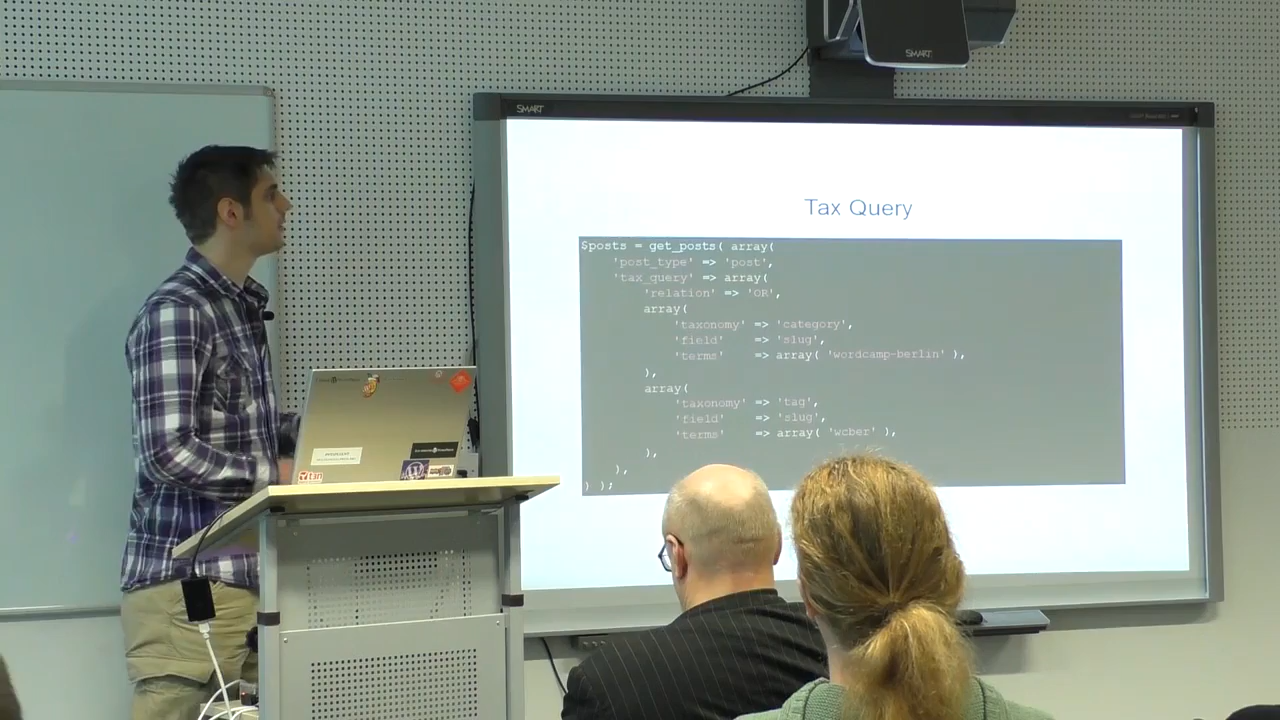 SMART
SMART
Tax Query
$posts = get_posts( array(
'post_type' => 'post',
'tax_query' => array(
'relation' => 'OR',
array(
'taxonomy' => 'category',
'field' => 'slug',
'terms' => array( 'wordcamp-berlin' ),
),
array(
'taxonomy' => 'tag',
'field' => 'slug',
'terms' => array( 'wcber' ),
),
),
) );